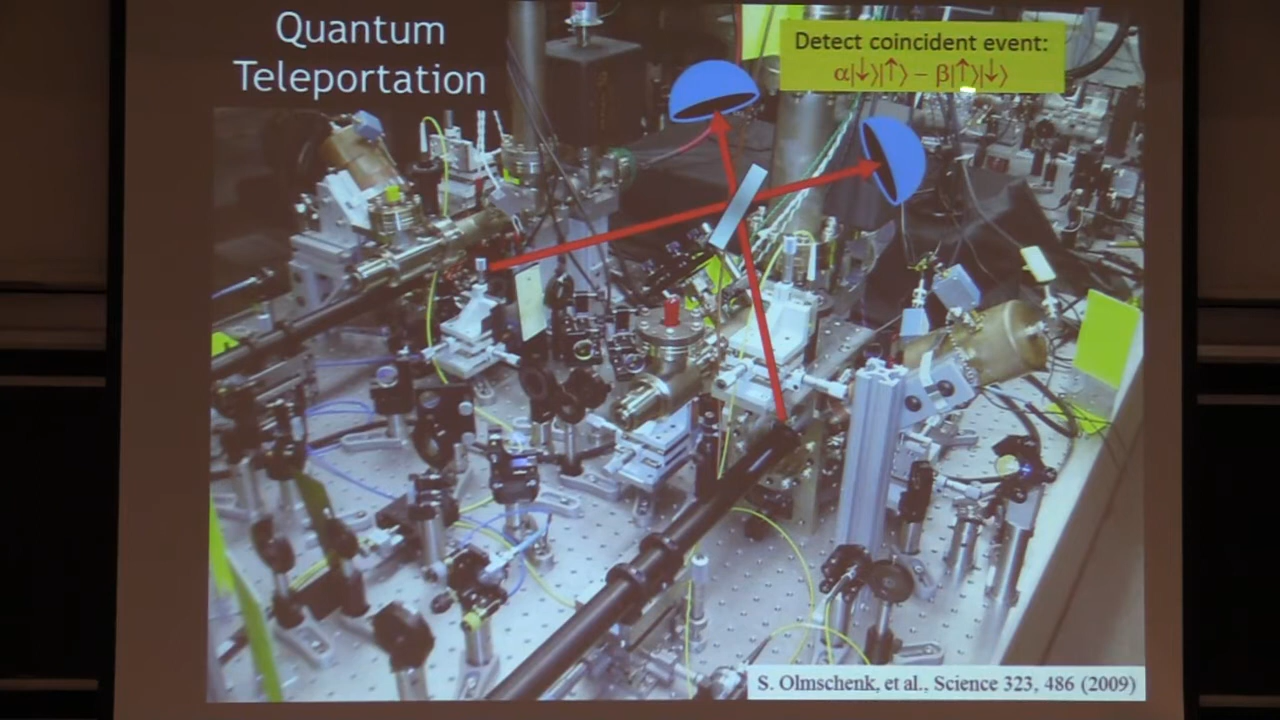 Quantum
Teleportation
Detect coincident event:
α|↓⟩|↑⟩ – β|↑⟩|↓⟩
S. Olmschenk, et al., Science 323, 486 (2009)